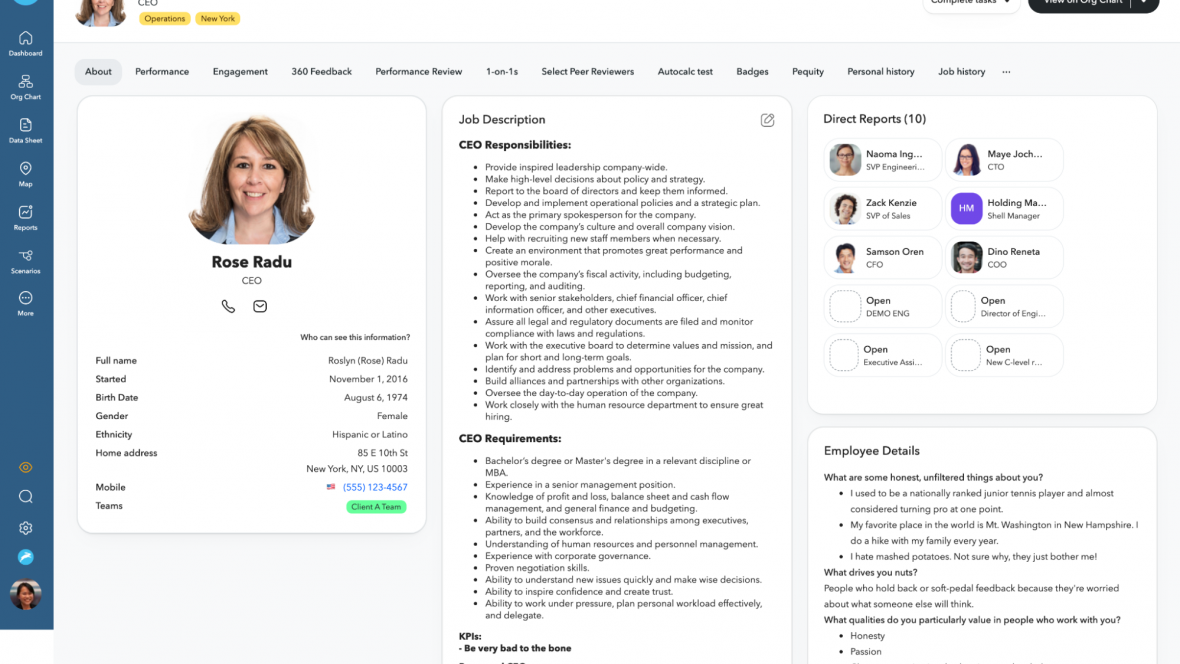 CEO
Operations New York
Complete tasks
View on Org Chart
Dashboard
Org Chart
Data Sheet
Map
Reports
Scenarios
More
About Performance Engagement 360 Feedback Performance Review 1-on-1s Select Peer Reviewers Autocalc test Badges Pequity Personal history Job history ...
Rose Radu
CEO
Who can see this information?
Full name Roslyn (Rose) Radu
Started November 1, 2016
Birth Date August 6, 1974
Gender Female
Ethnicity Hispanic or Latino
Home address 85 E 10th St
New York, NY, US 10003
Mobile (555) 123-4567
Teams Client A Team
Job Description
CEO Responsibilities:
• Provide inspired leadership company-wide.
• Make high-level decisions about policy and strategy.
• Report to the board of directors and keep them informed.
• Develop and implement operational policies and a strategic plan.
• Act as the primary spokesperson for the company.
• Develop the company's culture and overall company vision.
• Help with recruiting new staff members when necessary.
• Create an environment that promotes great performance and
positive morale.
• Oversee the company's fiscal activity, including budgeting,
reporting, and auditing.
• Work with senior stakeholders, chief financial officer, chief
information officer, and other executives.
• Assure all legal and regulatory documents are filed and monitor
compliance with laws and regulations.
• Work with the executive board to determine values and mission, and
plan for short and long-term goals.
• Identify and address problems and opportunities for the company.
• Build alliances and partnerships with other organizations.
• Oversee the day-to-day operation of the company.
• Work closely with the human resource department to ensure great
hiring.
CEO Requirements:
• Bachelor's degree or Master's degree in a relevant discipline or
MBA.
• Experience in a senior management position.
• Knowledge of profit and loss, balance sheet and cash flow
management, and general finance and budgeting.
• Ability to build consensus and relationships among executives,
partners, and the workforce.
• Understanding of human resources and personnel management.
• Experience with corporate governance.
• Proven negotiation skills.
• Ability to understand new issues quickly and make wise decisions.
• Ability to inspire confidence and create trust.
• Ability to work under pressure, plan personal workload effectively,
and delegate.
KPIs:
- Be very bad to the bone
Direct Reports (10)
Naoma Ing...
SVP Engineeri...
Maye Joch...
CTO
Zack Kenzie
SVP of Sales
HM
Holding Ma...
Shell Manager
Samson Oren
CFO
Dino Reneta
COO
Open
DEMO ENG
Open
Director of Engi...
Open
Executive Assi...
Open
New C-level r...
Employee Details
What are some honest, unfiltered things about you?
• I used to be a nationally ranked junior tennis player and almost
considered turning pro at one point.
• My favorite place in the world is Mt. Washington in New Hampshire. I
do a hike with my family every year.
• I hate mashed potatoes. Not sure why, they just bother me!
What drives you nuts?
People who hold back or soft-pedal feedback because they're worried
about what someone else will think.
What qualities do you particularly value in people who work with you?
• Honesty
• Passion